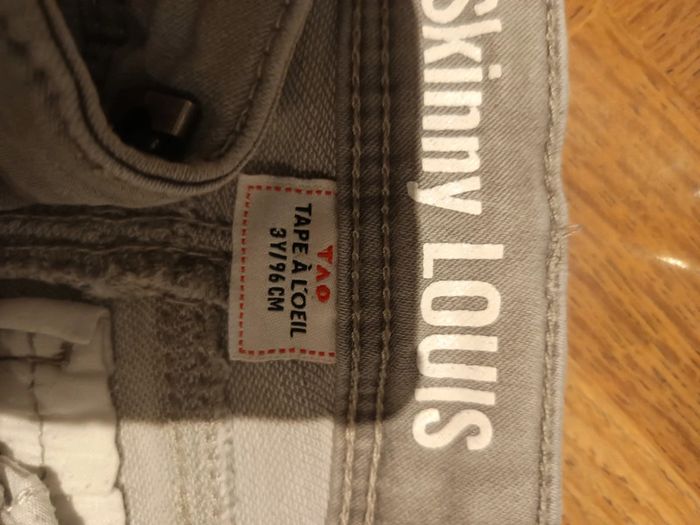 Skinny LOUIS
TAO
TAPE À L'OEIL
3Y/96CM